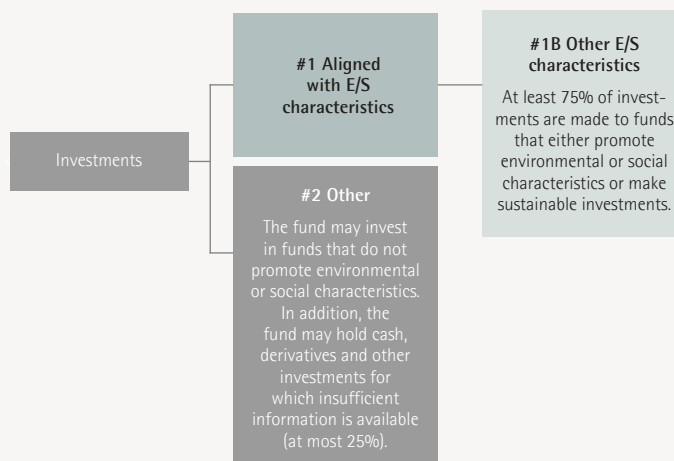 Investments
#1 Aligned
with E/S
characteristics
#1B Other E/S
characteristics
At least 75% of invest-
ments are made to funds
that either promote
environmental or social
characteristics or make
sustainable investments.
#2 Other
The fund may invest
in funds that do not
promote environmental
or social characteristics.
In addition, the
fund may hold cash,
derivatives and other
investments for
which insufficient
information is available
(at most 25%).